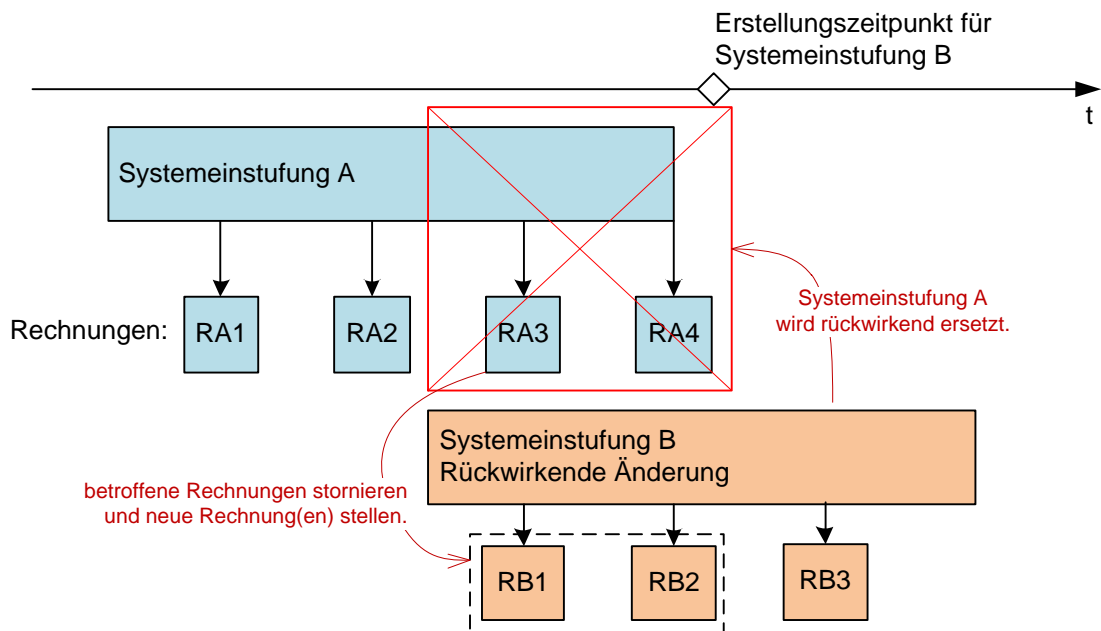 Erstellungszeitpunkt für
Systemeinstufung B
t
Systemeinstufung A
Rechnungen:
RA1
RA2
RA3
RA4
Systemeinstufung A
wird rückwirkend ersetzt.
Systemeinstufung B
Rückwirkende Änderung
betroffene Rechnungen stornieren
und neue Rechnung(en) stellen.
RB1
RB2
RB3